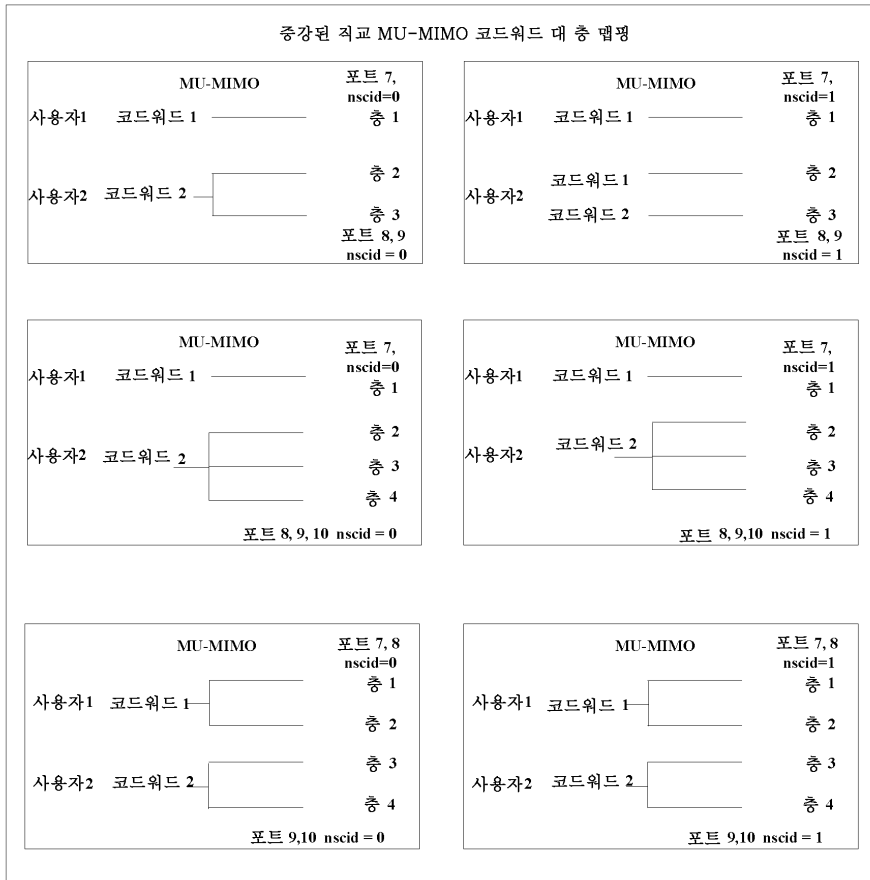 증강된 직교 MU-MIMO 코드워드 대 층 맵핑
MU-MIMO
포트 7,
nscid=0
사용자1 코드워드 1
층 1
층 2
사용자2 코드워드 2
층 3
포트 8, 9
nscid = 0
MU-MIMO
포트 7,
nscid=1
사용자1 코드워드 1
층 1
코드워드1
층 2
사용자2
코드워드 2
층 3
포트 8,9
nscid = 1
MU-MIMO
포트 7,
nscid=0
사용자1 코드워드 1
층 1
층 2
사용자2 코드워드 2
층 3
층 4
포트 8, 9, 10 nscid = 0
MU-MIMO
포트 7,
nscid=1
사용자1 코드워드 1
층 1
층 2
사용자2 코드워드 2
층 3
층 4
포트 8, 9,10 nscid = 1
MU-MIMO
포트 7, 8
nscid=0
층 1
사용자1 코드워드 1
층 2
층 3
사용자2 코드워드 2
층 4
포트 9,10 nscid = 0
MU-MIMO
포트 7, 8
nscid=1
층 1
사용자1 코드워드 1
층 2
층 3
사용자2 코드워드 2
층 4
포트 9,10 nscid = 1